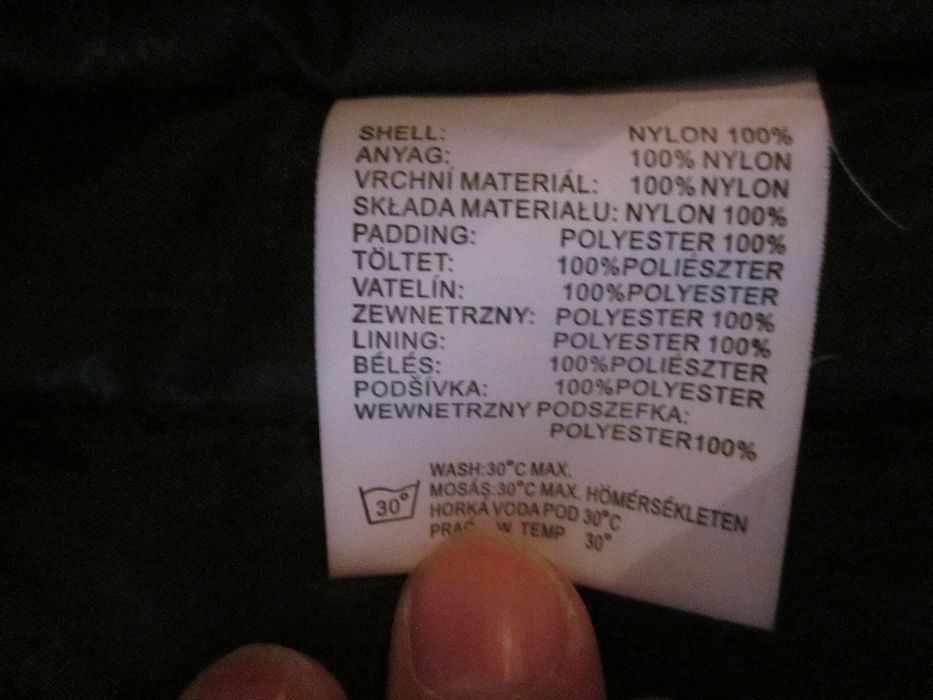 SHELL: NYLON 100%
ANYAG: 100% NYLON
VRCHNÍ MATERIÁL: 100% NYLON
SKŁADA MATERIAŁU: NYLON 100%
PADDING: POLYESTER 100%
TÖLTET: 100%POLIÉSZTER
VATELÍN: 100%POLYESTER
ZEWNETRZNY: POLYESTER 100%
LINING: POLYESTER 100%
BÉLÉS: 100%POLIÉSZTER
PODŠÍVKA: 100%POLYESTER
WEWNETRZNY PODSZEFKA:
POLYESTER100%
WASH:30°C MAX.
30° MOSÁS:30°C MAX. HÖMÉRSÉKLETEN
HORKÁ VODA POD 30°C
W TEMP 30°